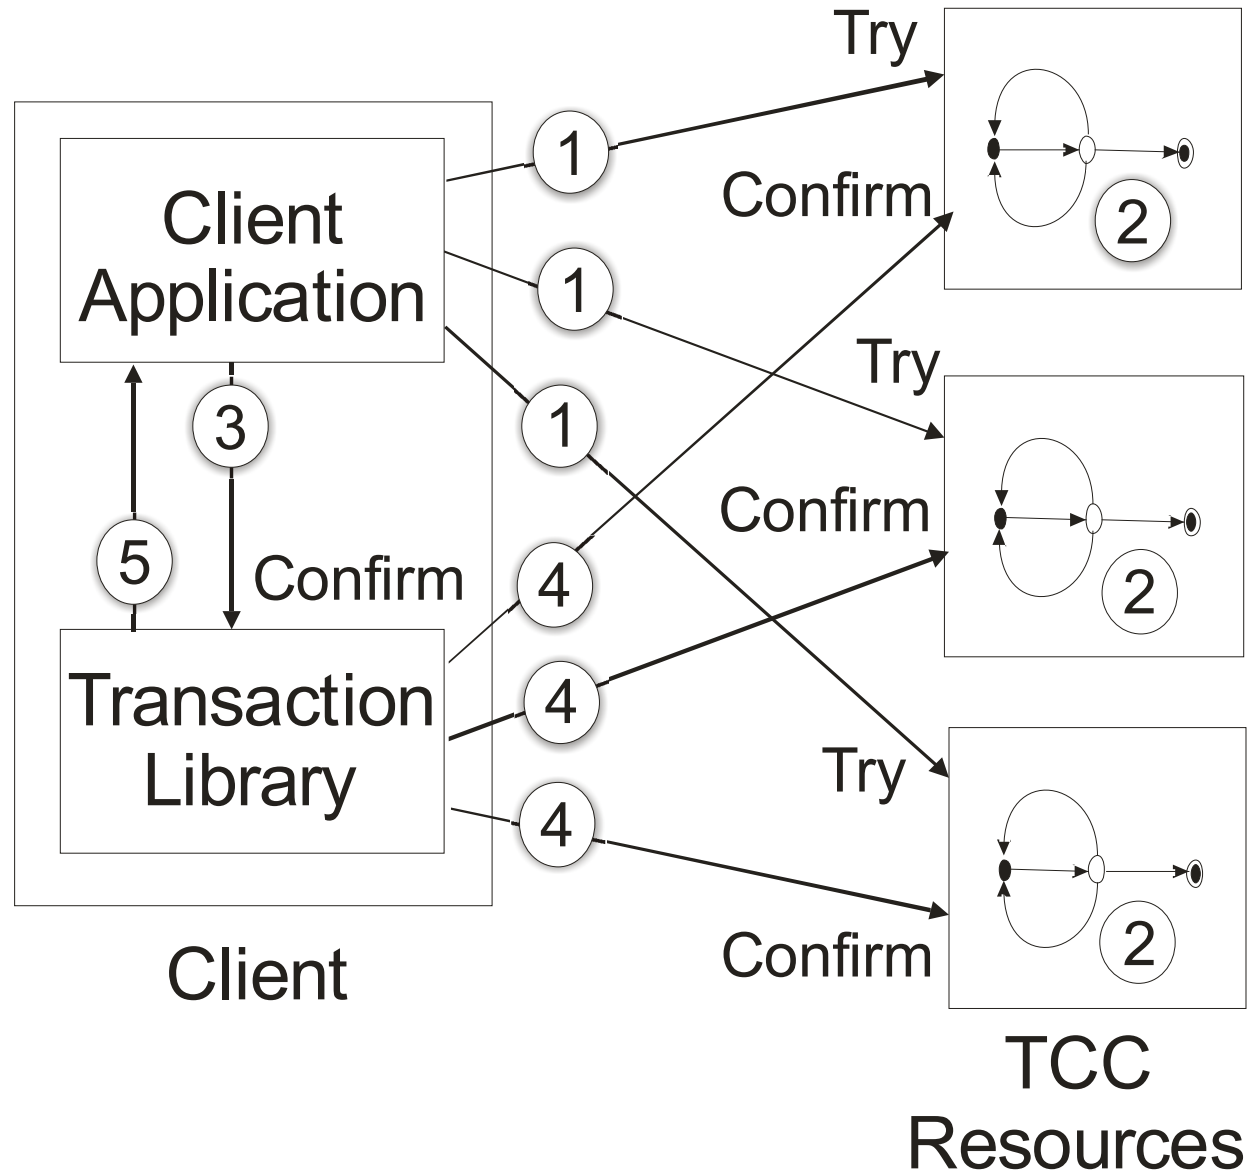 Try
1
Client
Application
Confirm
2
1
Try
3
1
Confirm
5
Confirm
4
2
Transaction
Library
4
Try
4
Confirm
2
Client
TCC
Resources